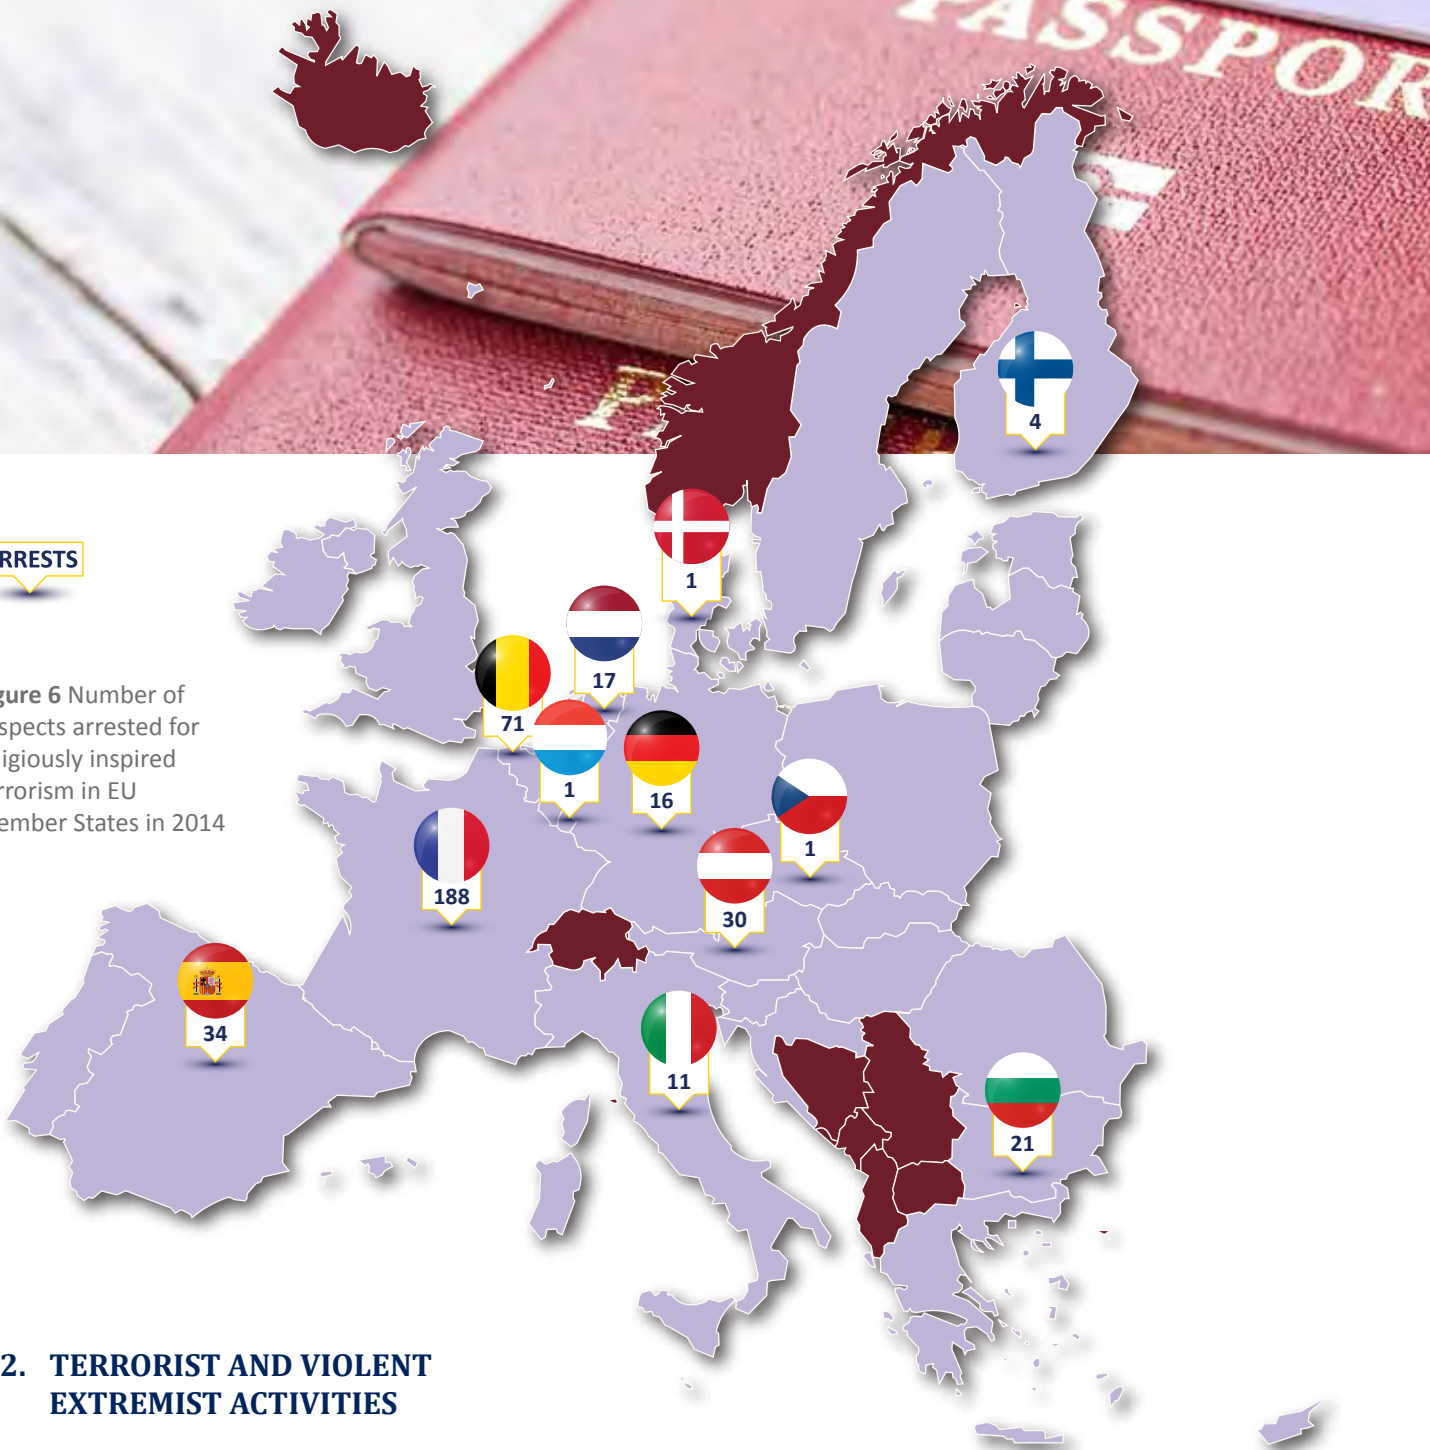 PASSPOR
4
1
RRESTS
17
gure 6 Number of
71
spects arrested for
igiously inspired
1
16
rrorism in EU
ember States in 2014
1
188
30
34
11
21
2. TERRORIST AND VIOLENT
EXTREMIST ACTIVITIES